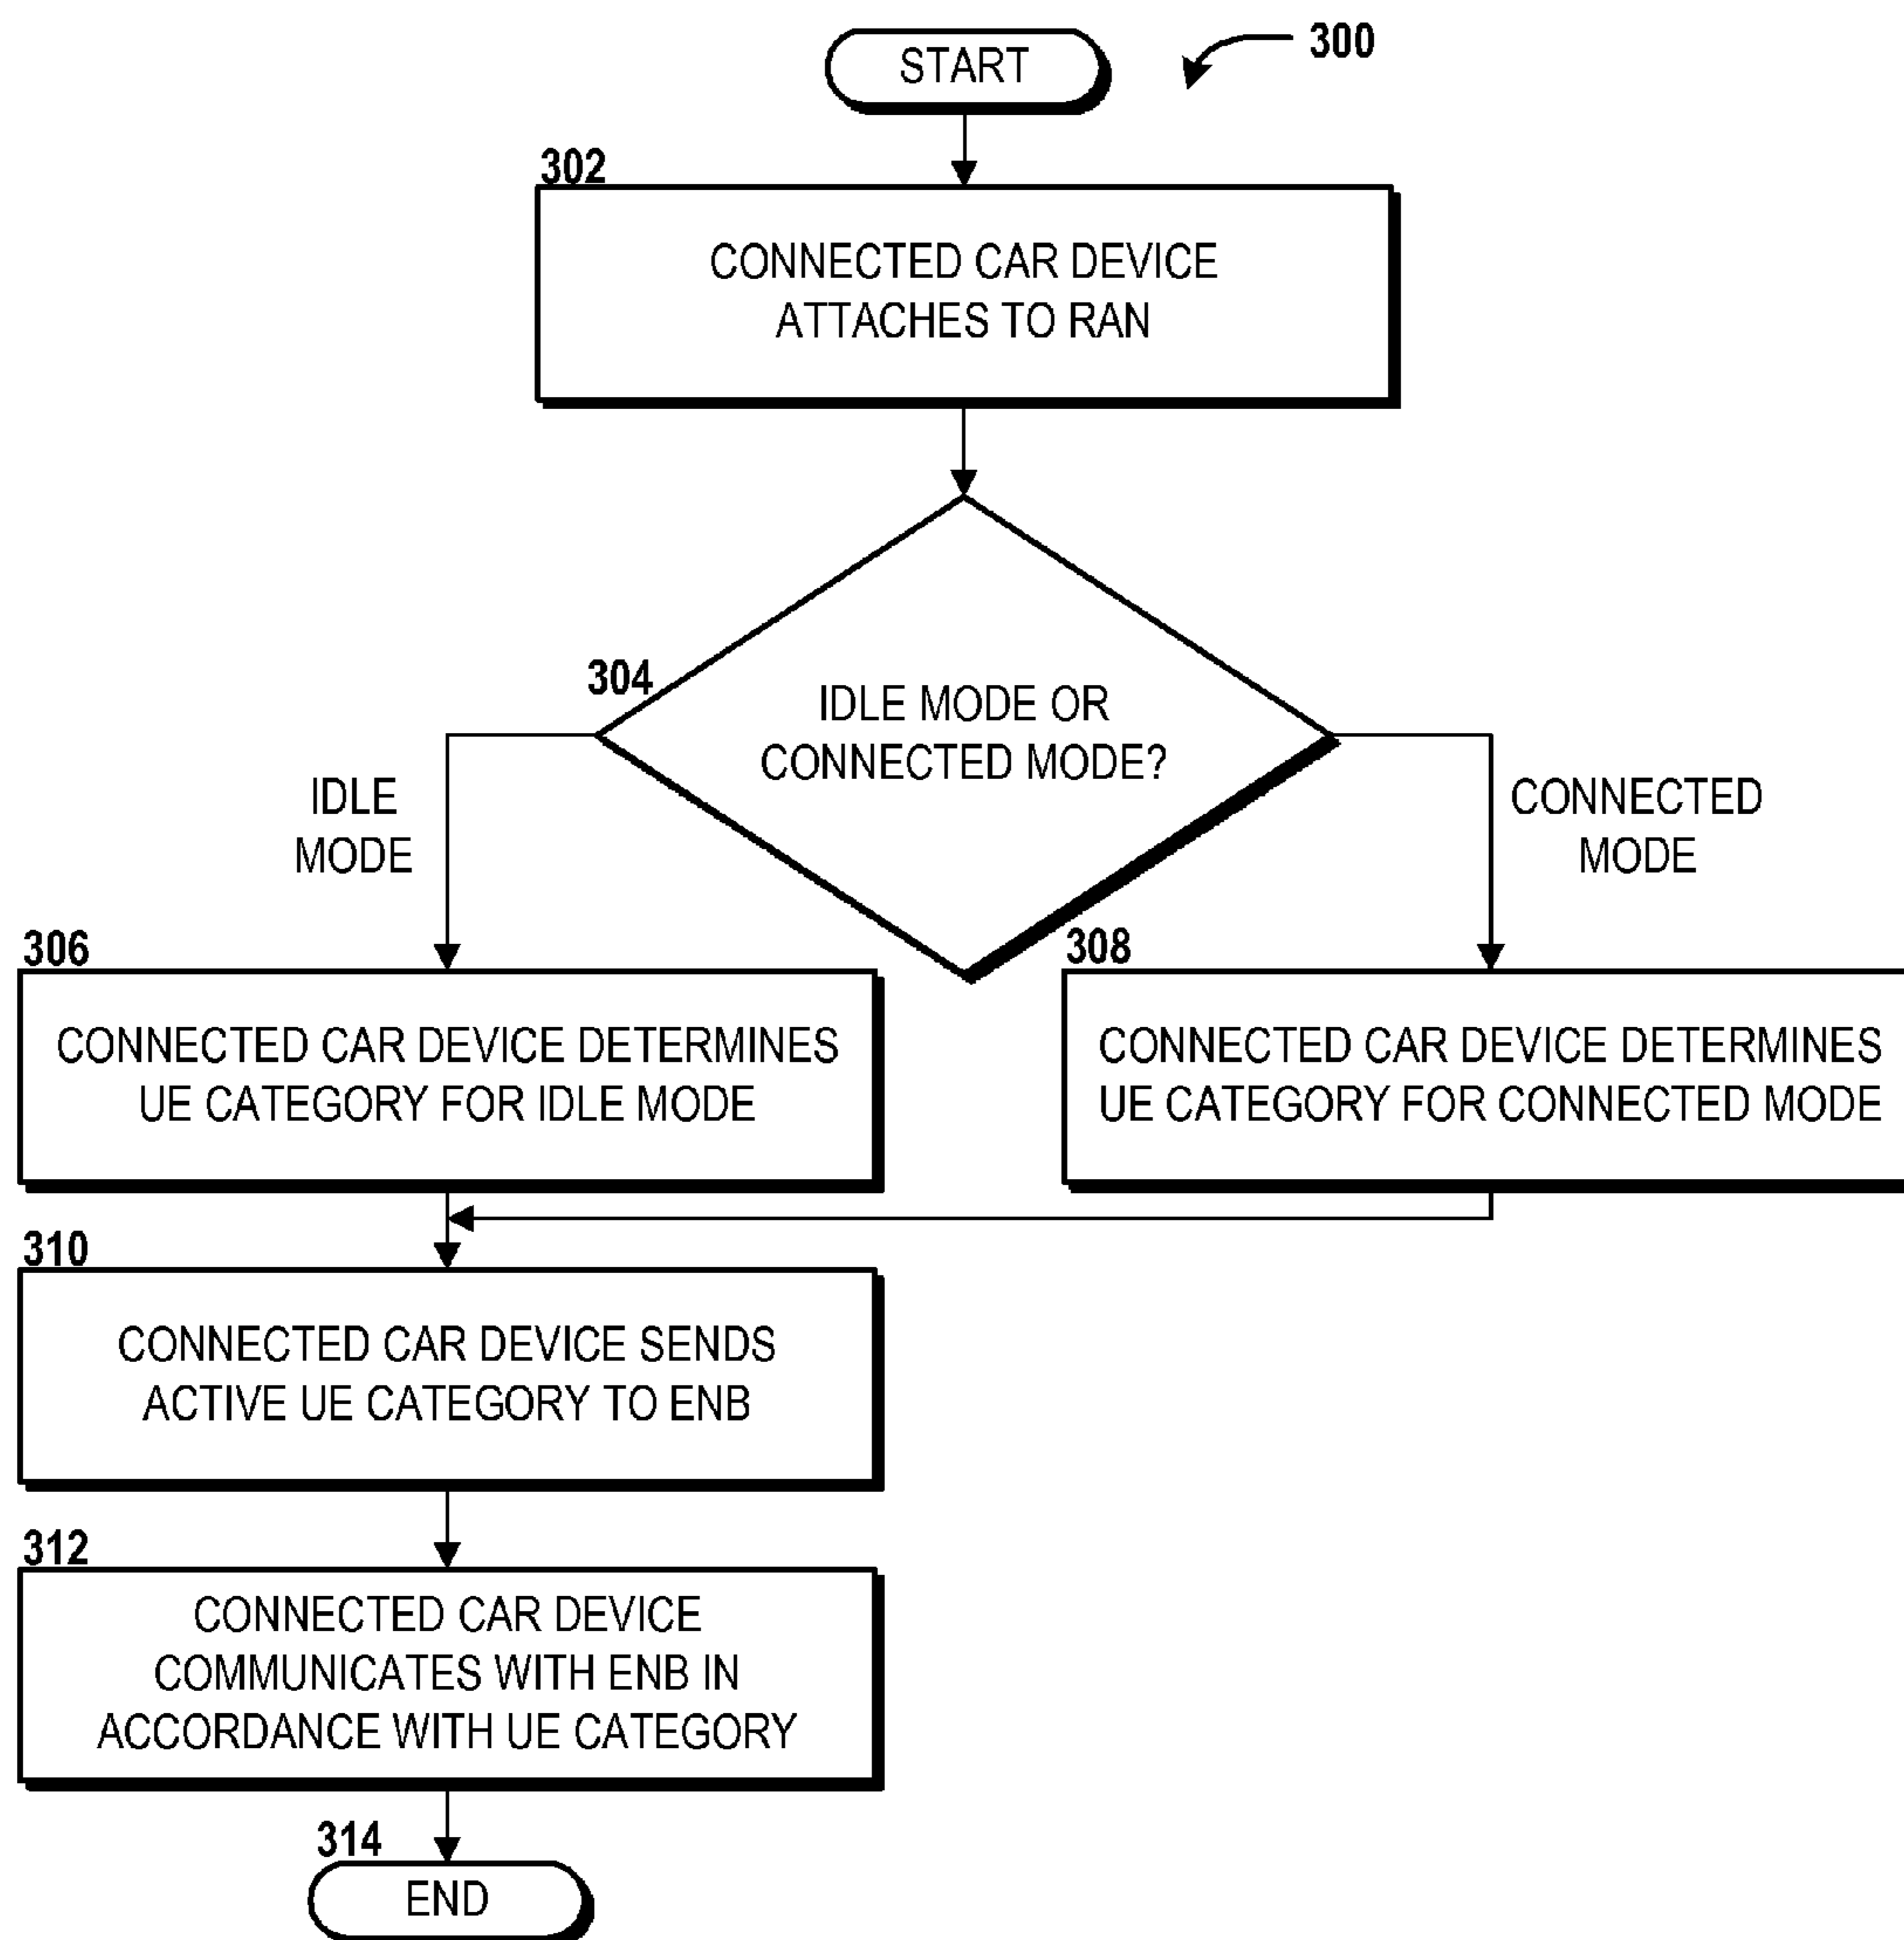 START
300
302
CONNECTED CAR DEVICE
ATTACHES TO RAN
304
IDLE MODE OR
CONNECTED MODE?
IDLE
MODE
CONNECTED
MODE
306
CONNECTED CAR DEVICE DETERMINES
UE CATEGORY FOR IDLE MODE
308
CONNECTED CAR DEVICE DETERMINES
UE CATEGORY FOR CONNECTED MODE
310
CONNECTED CAR DEVICE SENDS
ACTIVE UE CATEGORY TO ENB
312
CONNECTED CAR DEVICE
COMMUNICATES WITH ENB IN
ACCORDANCE WITH UE CATEGORY
314
END